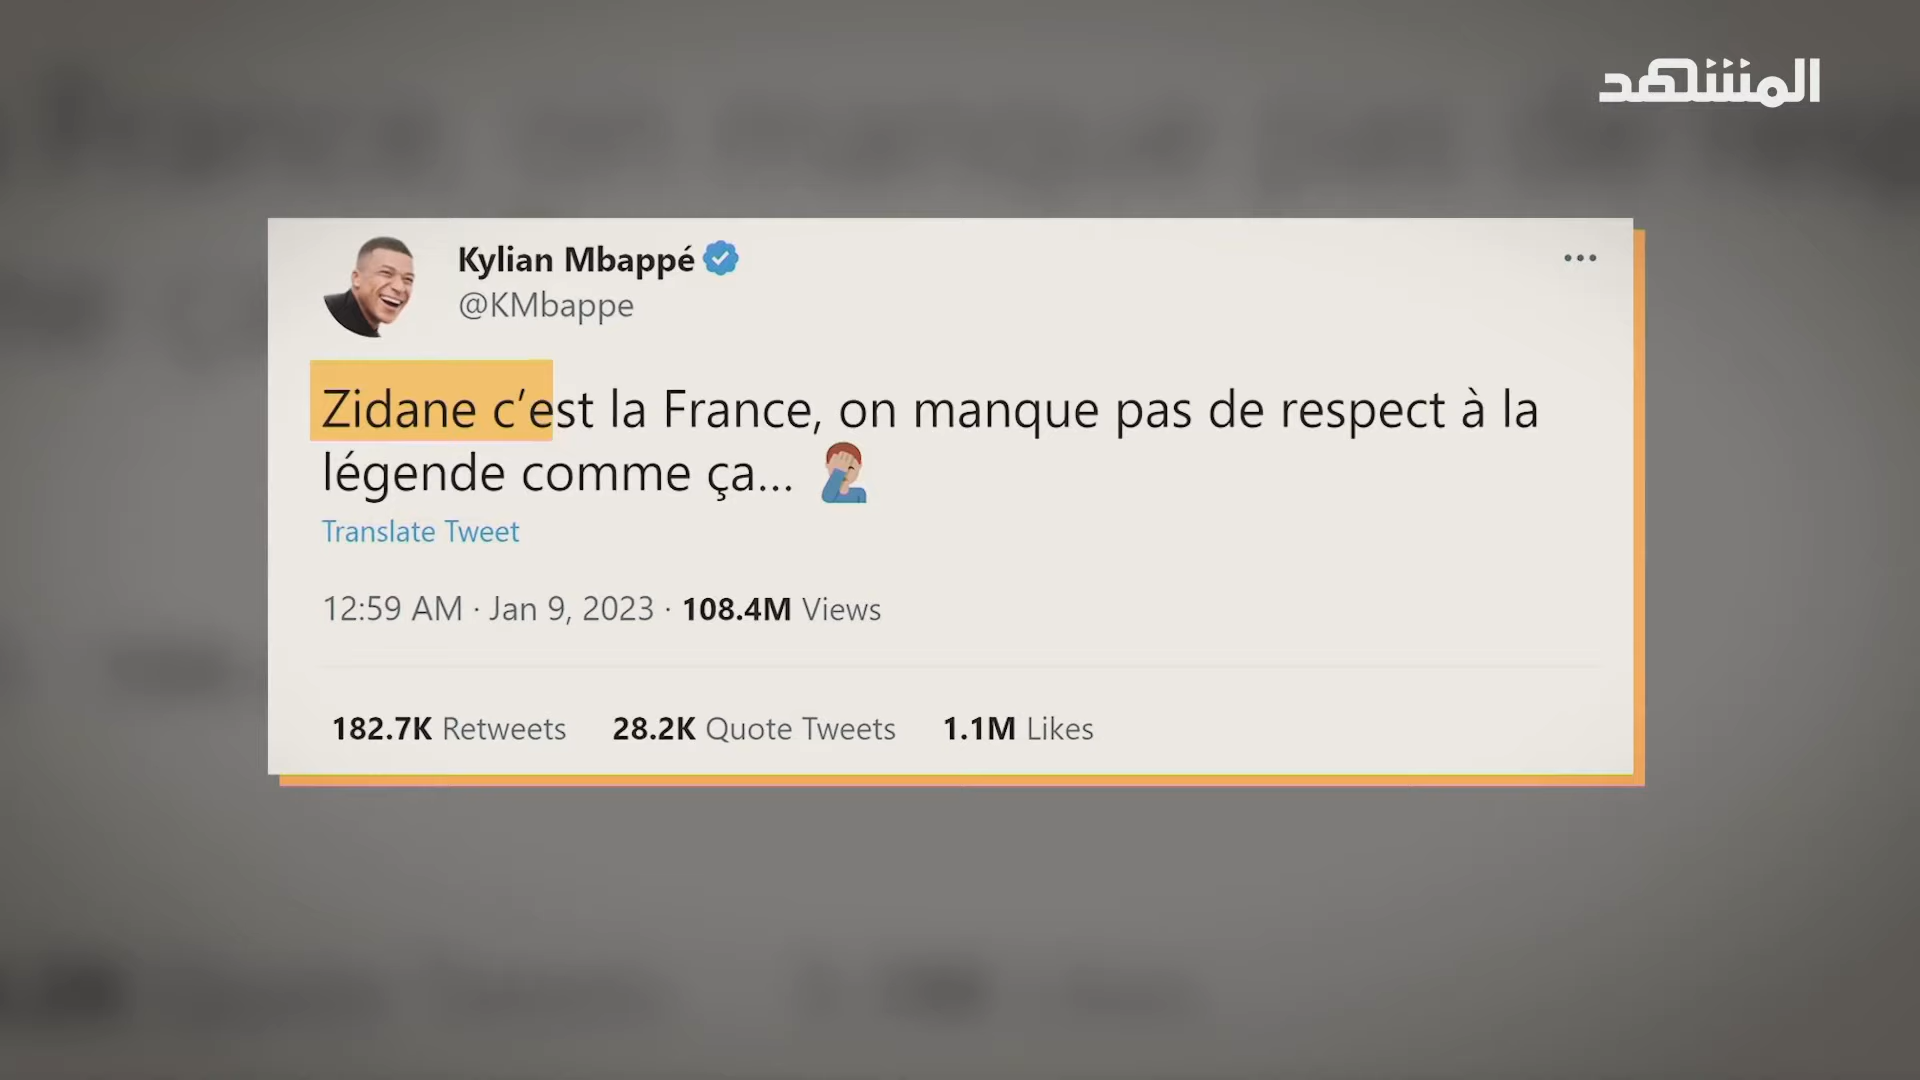 المشهد
Kylian Mbappé
@KMbappe
Zidane c’est la France, on manque pas de respect à la
légende comme ça... 🤦🏽‍♂️
Translate Tweet
12:59 AM · Jan 9, 2023 · 108.4M Views
182.7K Retweets 28.2K Quote Tweets 1.1M Likes